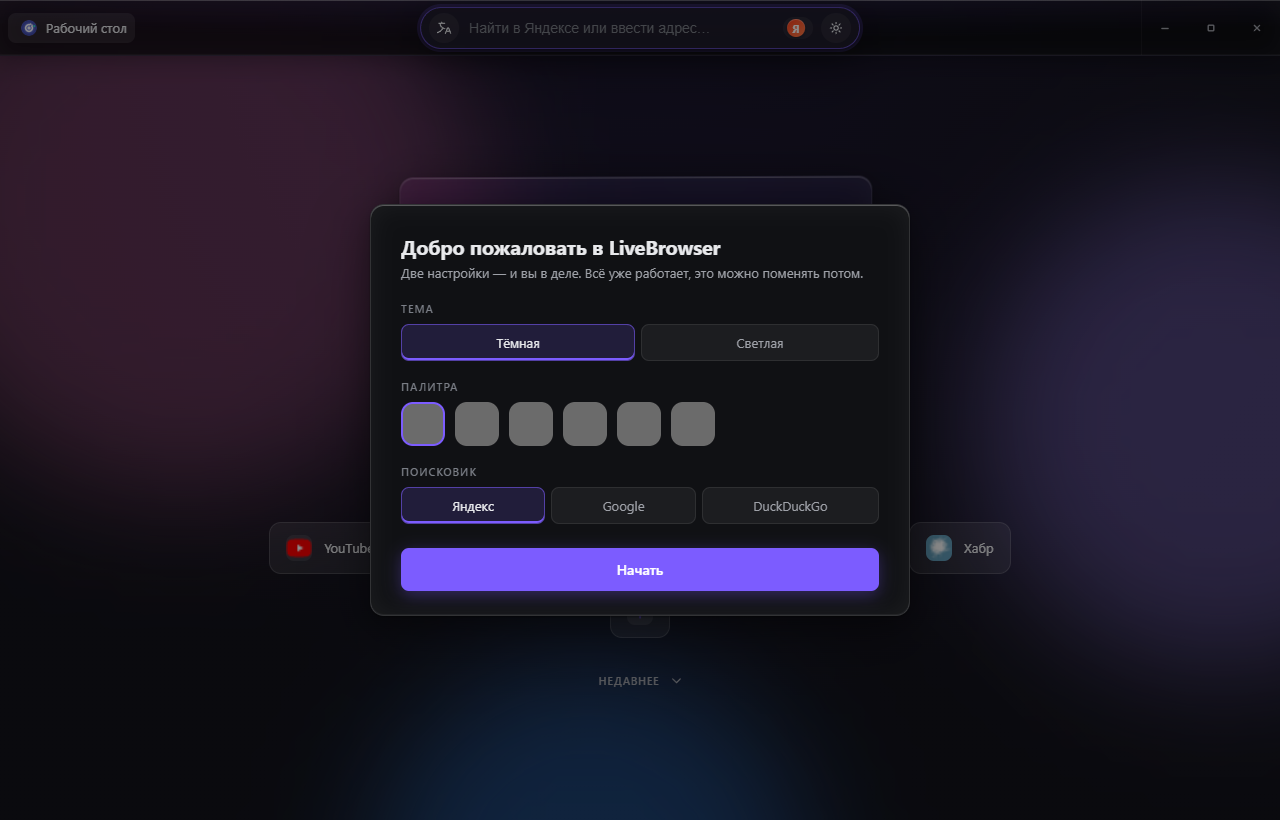 Рабочий стол
Найти в Яндексе или ввести адрес…
Я
Добро пожаловать в LiveBrowser
Две настройки — и вы в деле. Всё уже работает, это можно поменять потом.
ТЕМА
Тёмная
Светлая
ПАЛИТРА
ПОИСКОВИК
Яндекс
Google
DuckDuckGo
YouTube
Хабр
Начать
НЕДАВНЕЕ